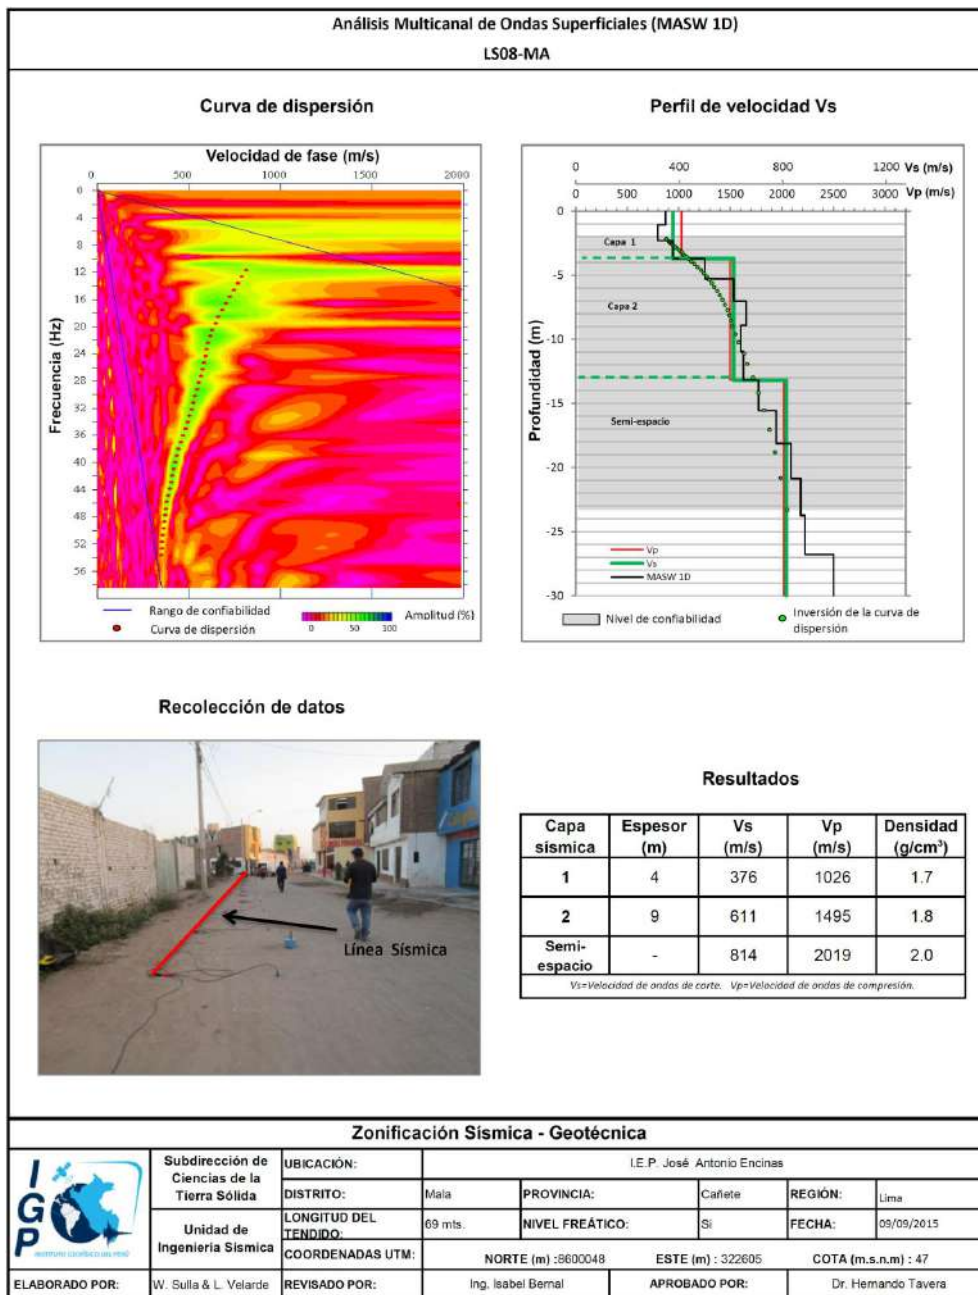 Análisis Multicanal de Ondas Superficiales (MASW 1D)
LS08-MA
Curva de dispersión
Velocidad de fase (m/s)
0 500 1000 1500 2000
Frecuencia (Hz)
0
4
8
12
16
20
24
28
32
36
40
44
48
52
56
Rango de confiabilidad
Curva de dispersión
Amplitud (%)
0 50 100
Perfil de velocidad Vs
0 400 800 1200 Vs (m/s)
0 500 1000 1500 2000 3000 Vp (m/s)
Profundidad (m)
0
-5
-10
-15
-20
-25
-30
Capa 1
Capa 2
Semi-espacio
Vp
Vs
MASW 1D
Nivel de confiabilidad
Inversión de la curva de
dispersión
Recolección de datos
Línea Sísmica
Resultados
Capa sísmica Espesor (m) Vs (m/s) Vp (m/s) Densidad (g/cm³)
1 4 376 1026 1.7
2 9 611 1495 1.8
Semi-espacio - 814 2019 2.0
Vs=Velocidad de ondas de corte. Vp=Velocidad de ondas de compresión.
Zonificación Sísmica - Geotécnica
IGP
INSTITUTO GEOFÍSICO DEL PERÚ
Subdirección de
Ciencias de la
Tierra Sólida
Unidad de
Ingenieria Sísmica
UBICACIÓN: I.E.P. José Antonio Encinas
DISTRITO: Mala PROVINCIA: Cañete REGIÓN: Lima
LONGITUD DEL TENDIDO: 69 mts. NIVEL FREÁTICO: Si FECHA: 09/09/2015
COORDENADAS UTM: NORTE (m) :8600048 ESTE (m) : 322605 COTA (m.s.n.m) : 47
ELABORADO POR: W. Sulla & L. Velarde REVISADO POR: Ing. Isabel Bernal APROBADO POR: Dr. Hernando Tavera